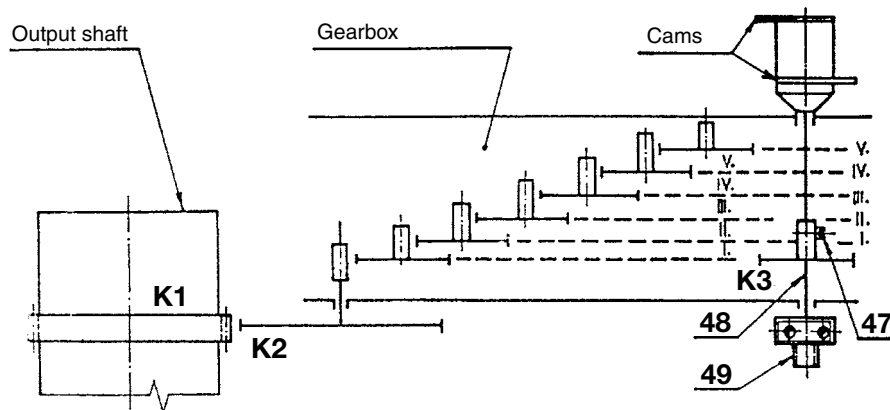 Output shaft
Gearbox
Cams
V.
V.
IV.
IV.
III.
III.
II.
II.
I.
I.
K1
K2
K3
48
47
49